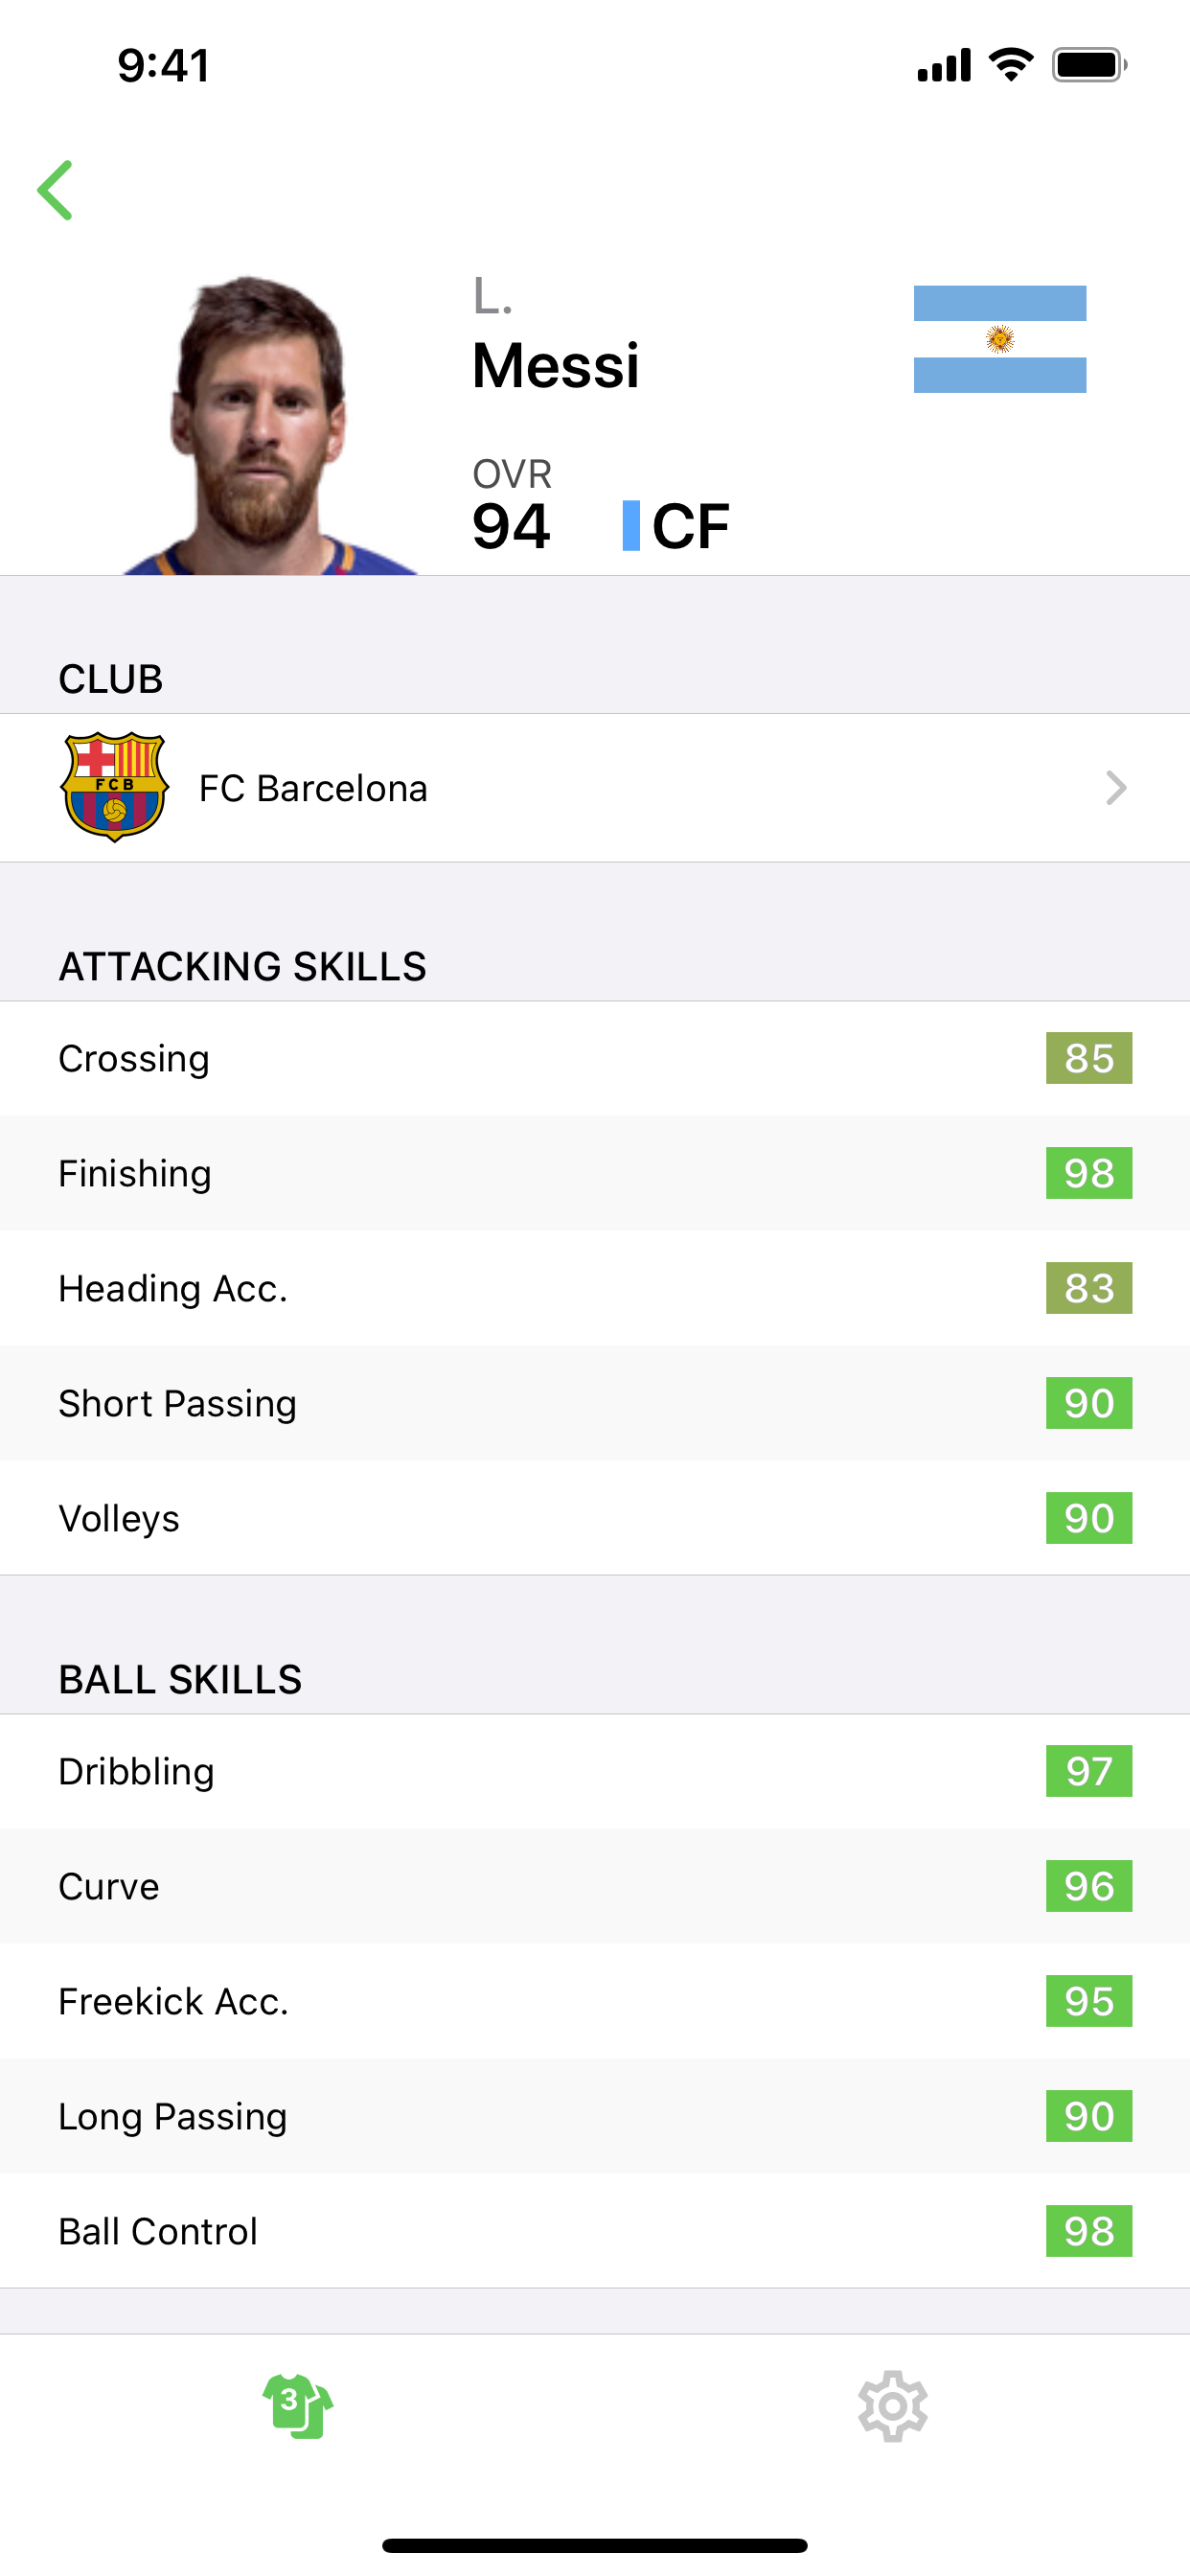 9:41
L.
Messi
OVR
94 CF
CLUB
FCB
FC Barcelona
ATTACKING SKILLS
Crossing 85
Finishing 98
Heading Acc. 83
Short Passing 90
Volleys 90
BALL SKILLS
Dribbling 97
Curve 96
Freekick Acc. 95
Long Passing 90
Ball Control 98
3